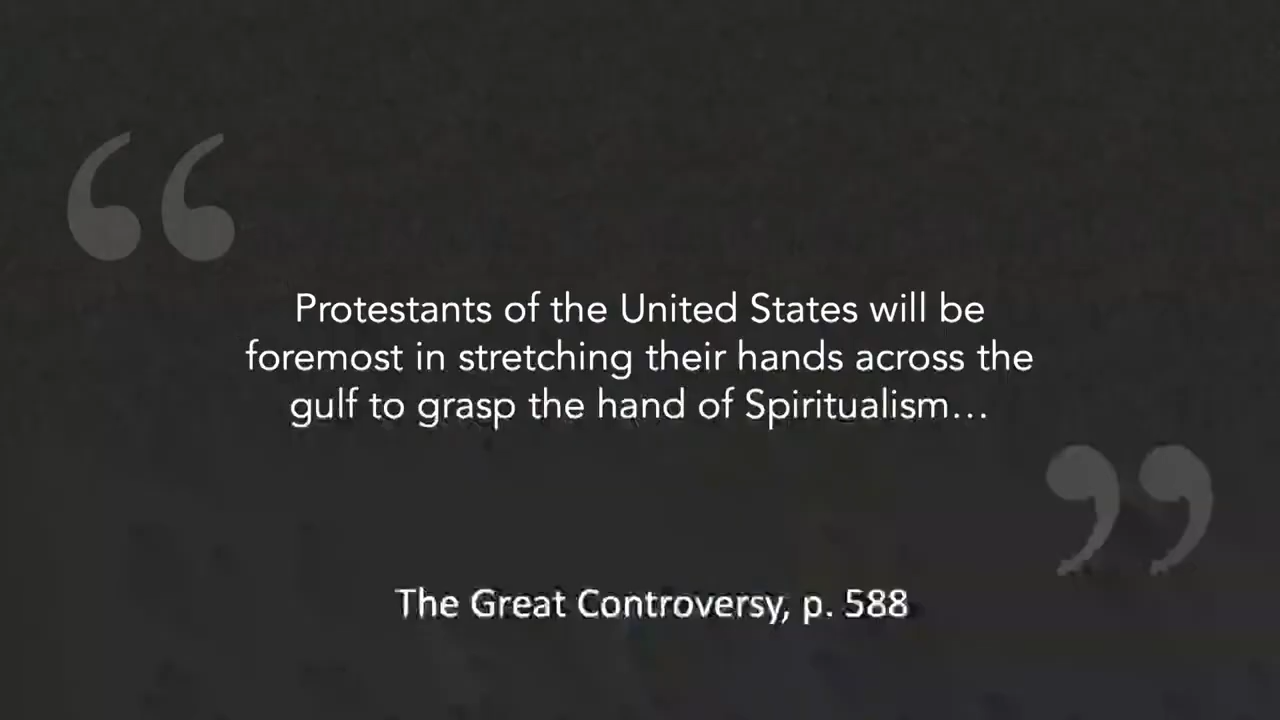 “
Protestants of the United States will be
foremost in stretching their hands across the
gulf to grasp the hand of Spiritualism…
”
The Great Controversy, p. 588